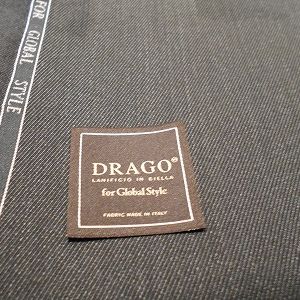 FOR GLOBAL STYLE
DRAGO®
LANIFICIO IN BIELLA
for Global Style
FABRIC MADE IN ITALY